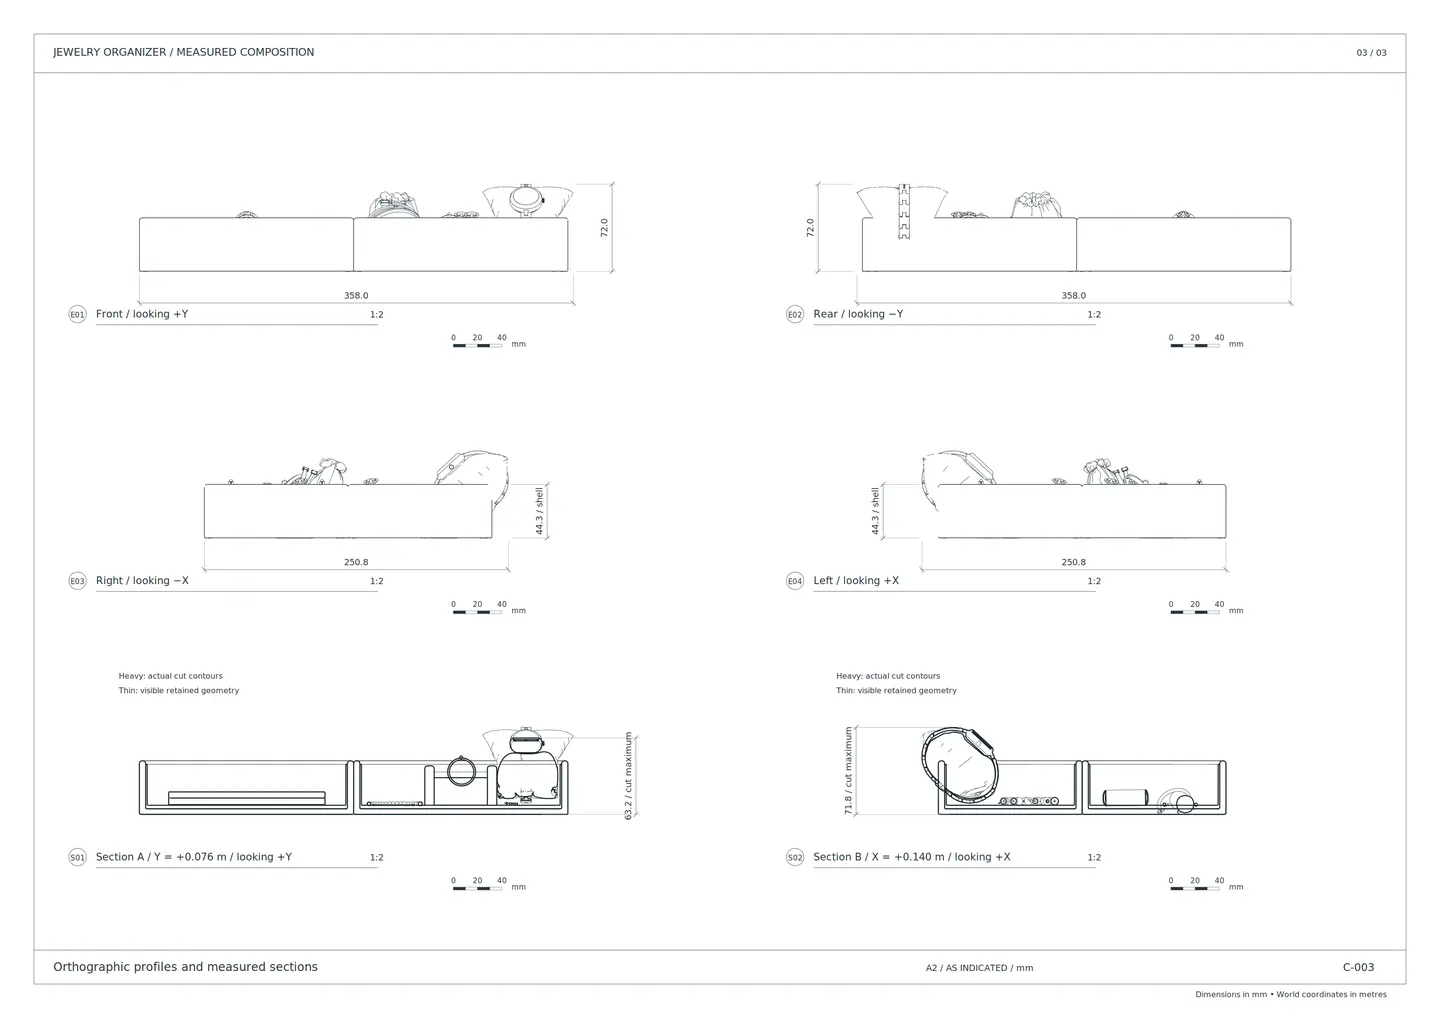 JEWELRY ORGANIZER / MEASURED COMPOSITION
03 / 03
72.0
358.0
E01 Front / looking +Y 1:2
0 20 40 mm
72.0
358.0
E02 Rear / looking −Y 1:2
0 20 40 mm
44.3 / shell
250.8
E03 Right / looking −X 1:2
0 20 40 mm
44.3 / shell
250.8
E04 Left / looking +X 1:2
0 20 40 mm
Heavy: actual cut contours
Thin: visible retained geometry
63.2 / cut maximum
S01 Section A / Y = +0.076 m / looking +Y 1:2
0 20 40 mm
Heavy: actual cut contours
Thin: visible retained geometry
71.8 / cut maximum
S02 Section B / X = +0.140 m / looking +X 1:2
0 20 40 mm
Orthographic profiles and measured sections
A2 / AS INDICATED / mm
C-003
Dimensions in mm • World coordinates in metres